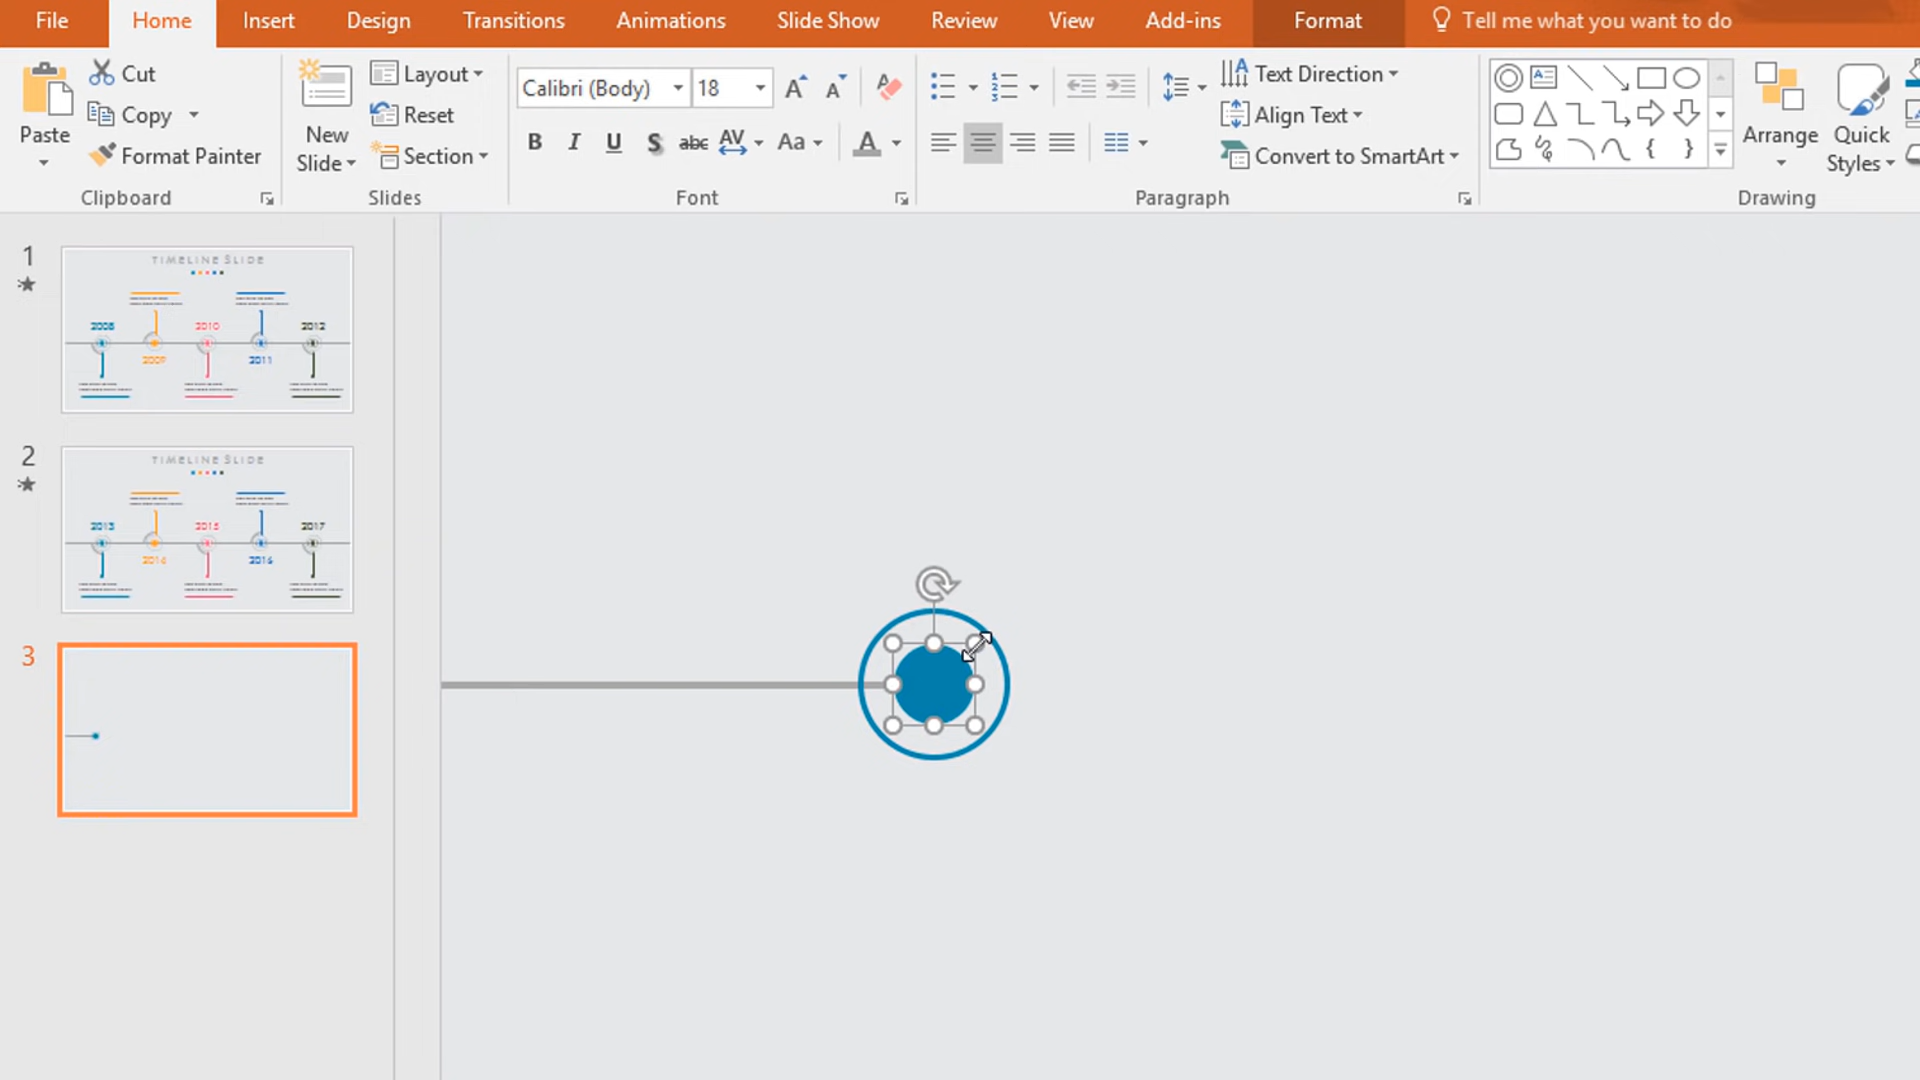 File Home Insert Design Transitions Animations Slide Show Review View Add-ins Format Tell me what you want to do
Paste
Cut
Copy
Format Painter
Clipboard
New Slide
Layout
Reset
Section
Slides
Calibri (Body) 18
B I U S abc AV Aa A
Font
Text Direction
Align Text
Convert to SmartArt
Paragraph
Arrange
Quick Styles
Drawing
1
TIMELINE SLIDE
2008 2010 2012
2009 2011
2
TIMELINE SLIDE
2013 2015 2017
2016
3